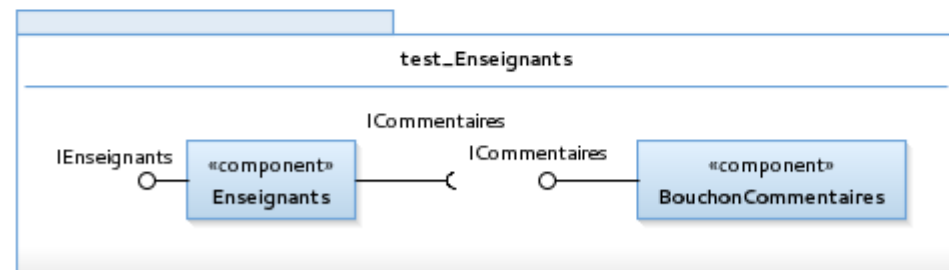 test_Enseignants
ICommentaires
IEnseignants
«component»
Enseignants
ICommentaires
«component»
BouchonCommentaires